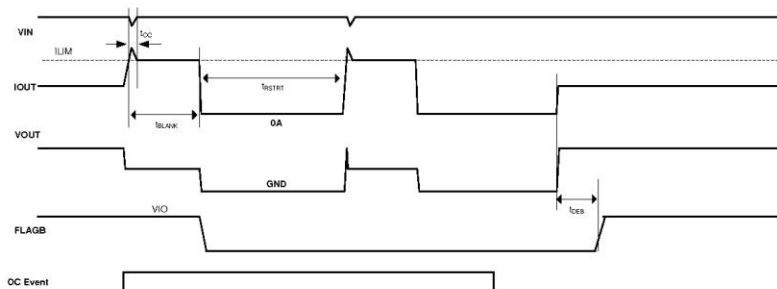 VIN
tOC
ILIM
IOUT
tRSTRT
tBLANK
0A
VOUT
GND
tDEB
VIO
FLAGB
OC Event